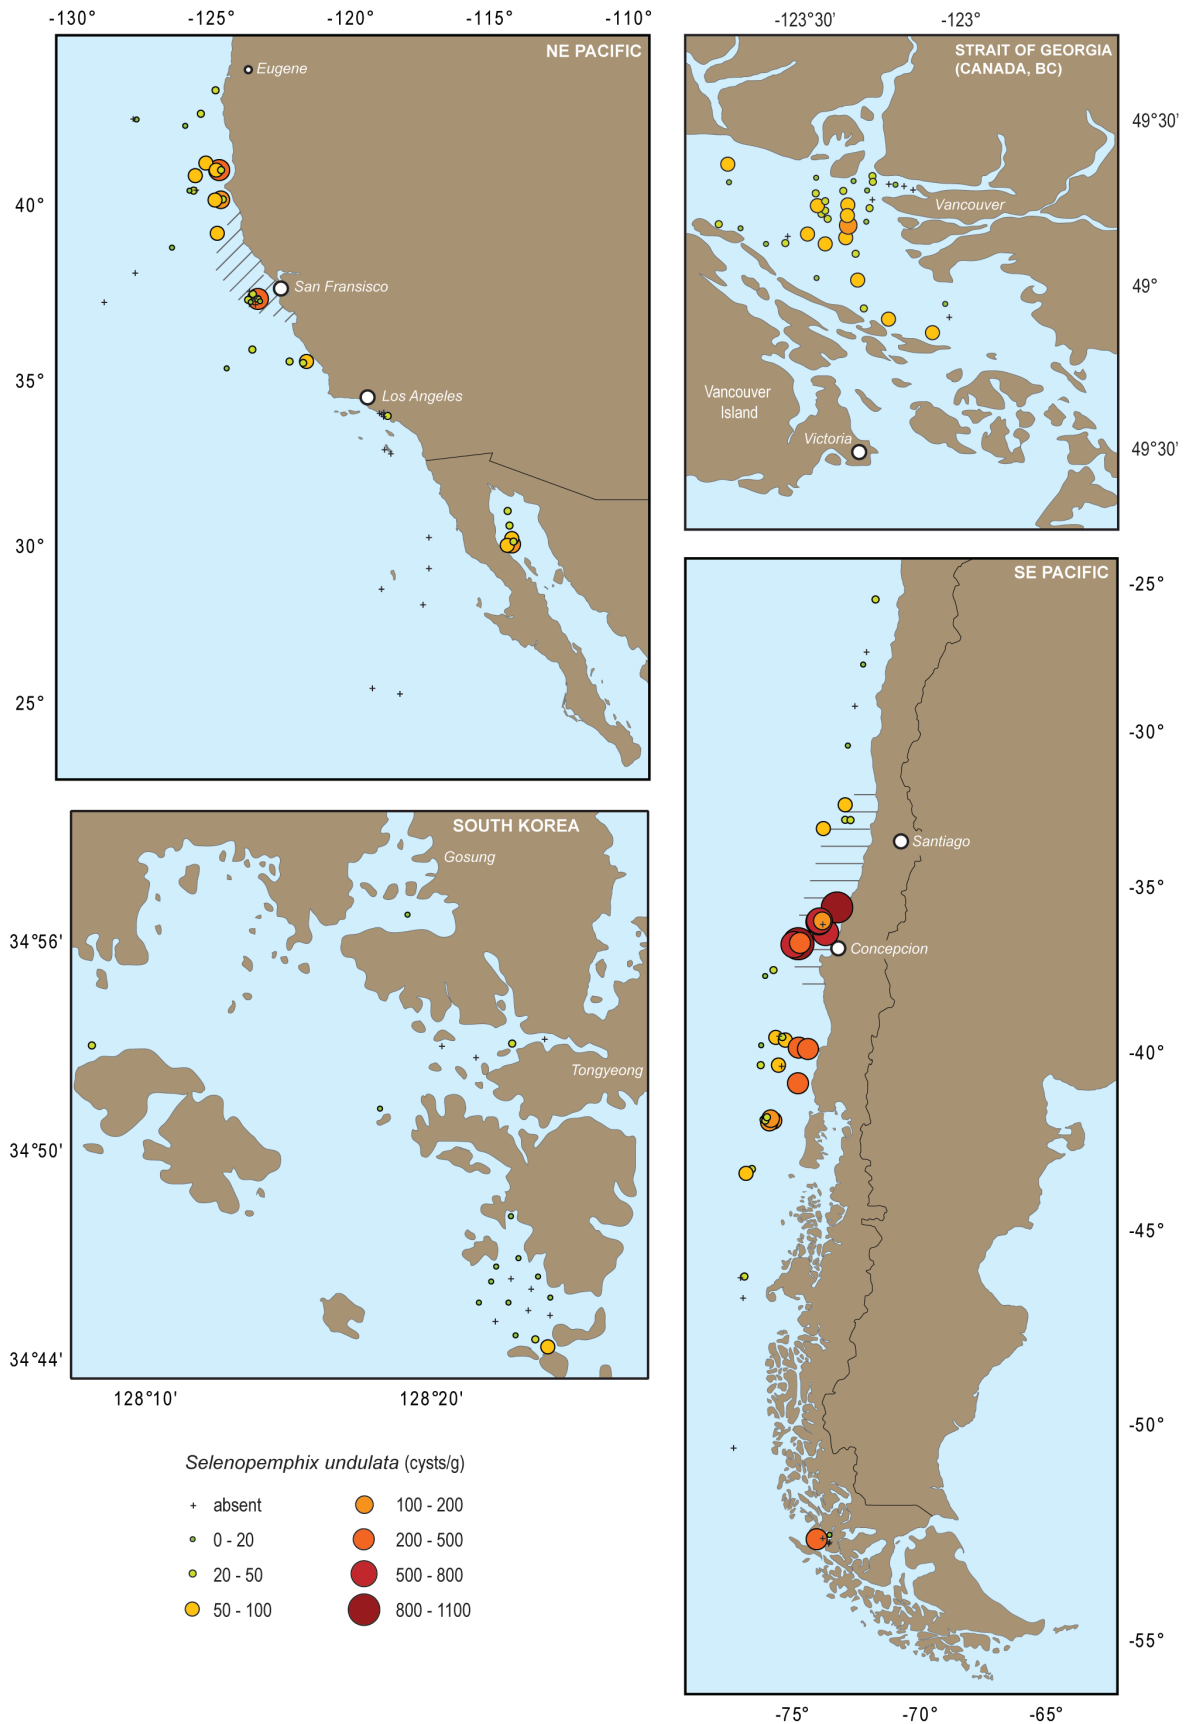 -130° -125° -120° -115° -110°
NE PACIFIC
Eugene
40°
San Fransisco
35°
Los Angeles
30°
25°
-123°30' -123°
STRAIT OF GEORGIA
(CANADA, BC)
49°30'
Vancouver
49°
Vancouver
Island
Victoria
49°30'
SE PACIFIC
-25°
-30°
Santiago
-35°
Concepcion
-40°
-45°
-50°
-55°
-75° -70° -65°
SOUTH KOREA
Gosung
34°56'
Tongyeong
34°50'
34°44'
128°10' 128°20'
Selenopemphix undulata (cysts/g)
absent
0 - 20
20 - 50
50 - 100
100 - 200
200 - 500
500 - 800
800 - 1100